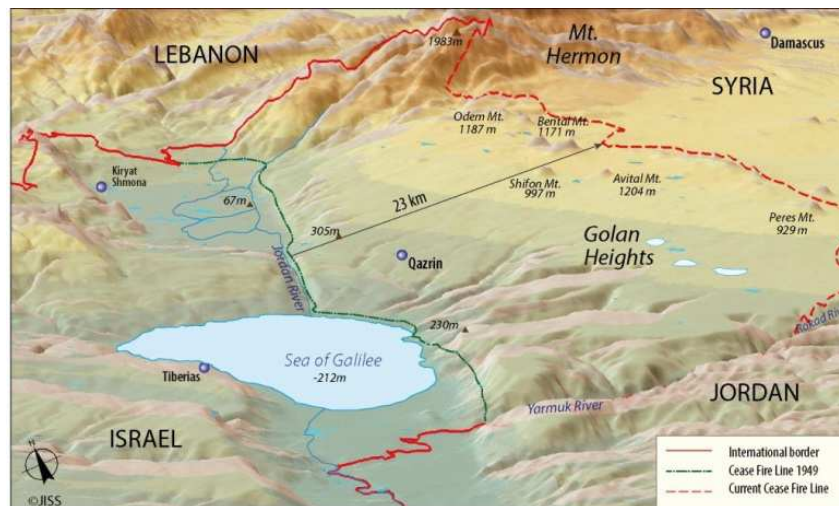 1983m
Mt.
Hermon
Damascus
LEBANON
SYRIA
Odem Mt.
1187 m
Bental Mt.
1171 m
Kiryat
Shmona
67m
23 km
Shifon Mt.
997 m
Avital Mt.
1204 m
Peres Mt.
929 m
305m
Qazrin
Golan
Heights
Jordan River
230m
Rokad Riv
Sea of Galilee
-212m
Tiberias
Yarmuk River
JORDAN
ISRAEL
N
©JISS
International border
Cease Fire Line 1949
Current Cease Fire Line